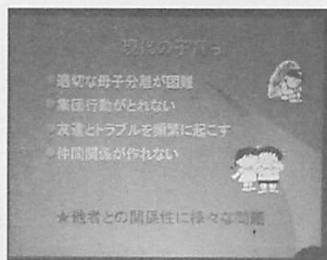 現代の子供ら
●適切な母子分離が困難
●集団行動がとれない
●友達とトラブルを頻繁に起こす
●仲間関係が作れない
★他者との関係性に様々な問題